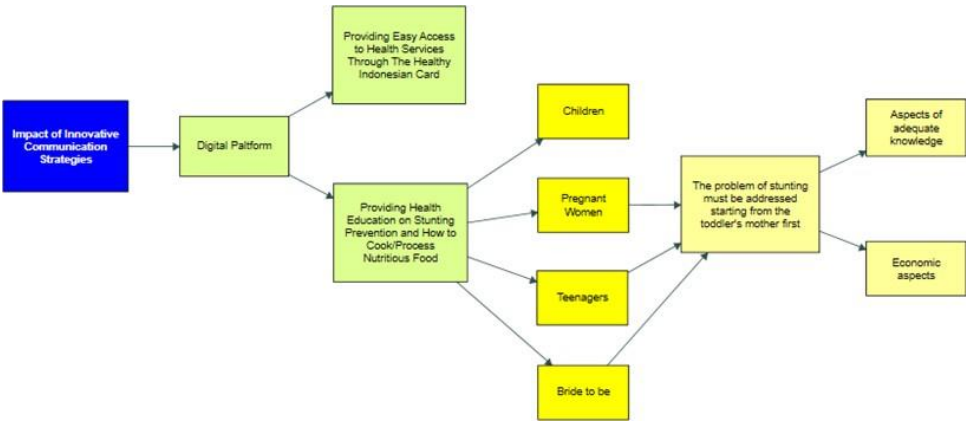 Impact of Innovative
Communication
Strategies
Digital Paltform
Providing Easy Access
to Health Services
Through The Healthy
Indonesian Card
Providing Health
Education on Stunting
Prevention and How to
Cook/Process
Nutritious Food
Children
Pregnant
Women
Teenagers
Bride to be
The problem of stunting
must be addressed
starting from the
toddler's mother first
Aspects of
adequate
knowledge
Economic
aspects